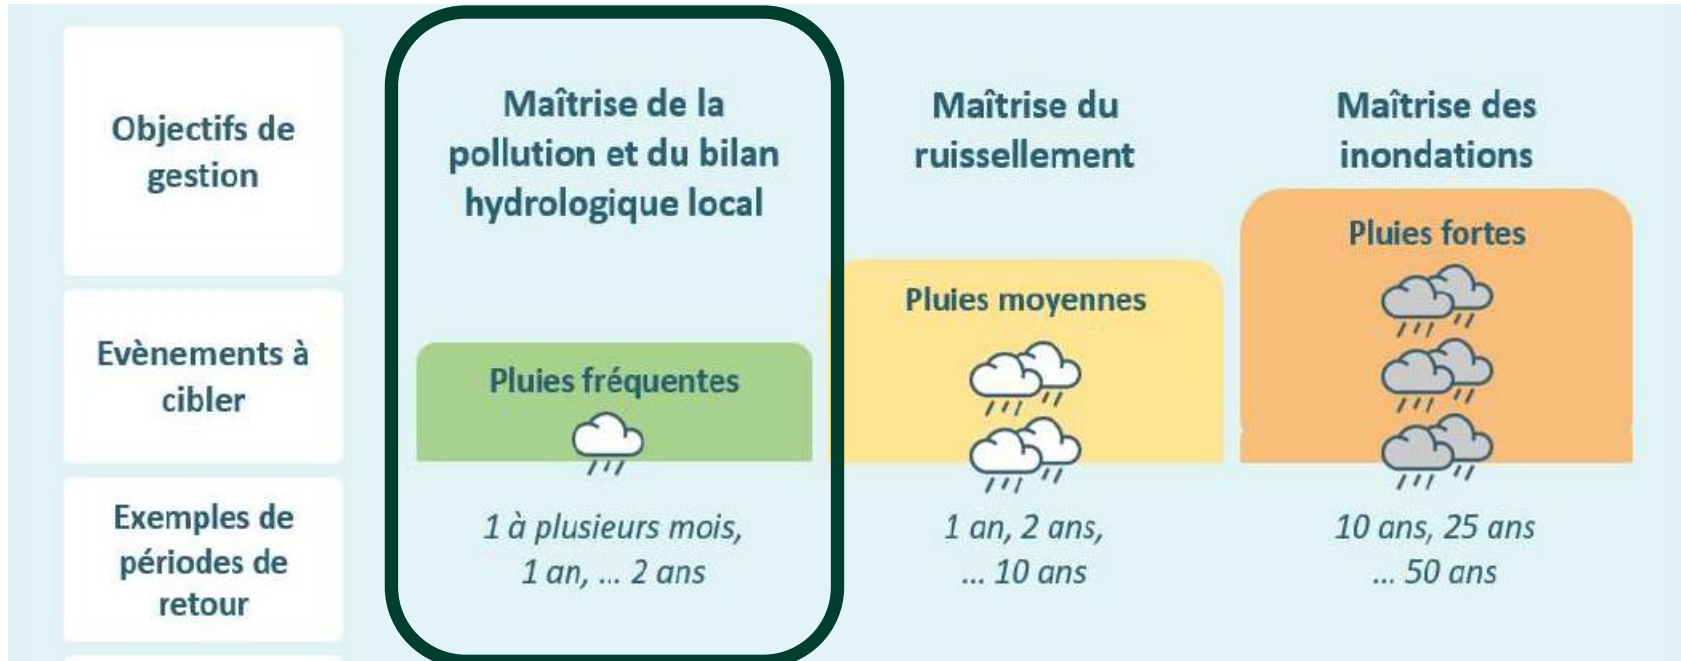 Objectifs de
gestion
Maîtrise de la
pollution et du bilan
hydrologique local
Maîtrise du
ruissellement
Maîtrise des
inondations
Evènements à
cibler
Pluies fréquentes
Pluies moyennes
Pluies fortes
Exemples de
périodes de
retour
1 à plusieurs mois,
1 an, ... 2 ans
1 an, 2 ans,
... 10 ans
10 ans, 25 ans
... 50 ans